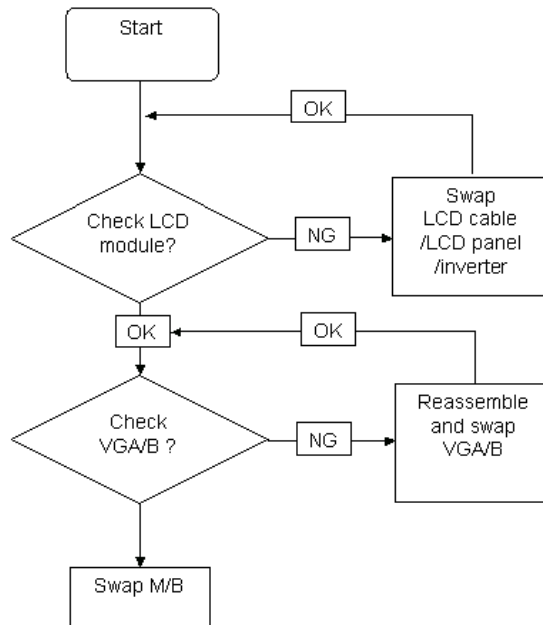 Start
OK
Check LCD
module?
NG
Swap
LCD cable
/LCD panel
/inverter
OK
OK
Check
VGA/B ?
NG
Reassemble
and swap
VGA/B
Swap M/B